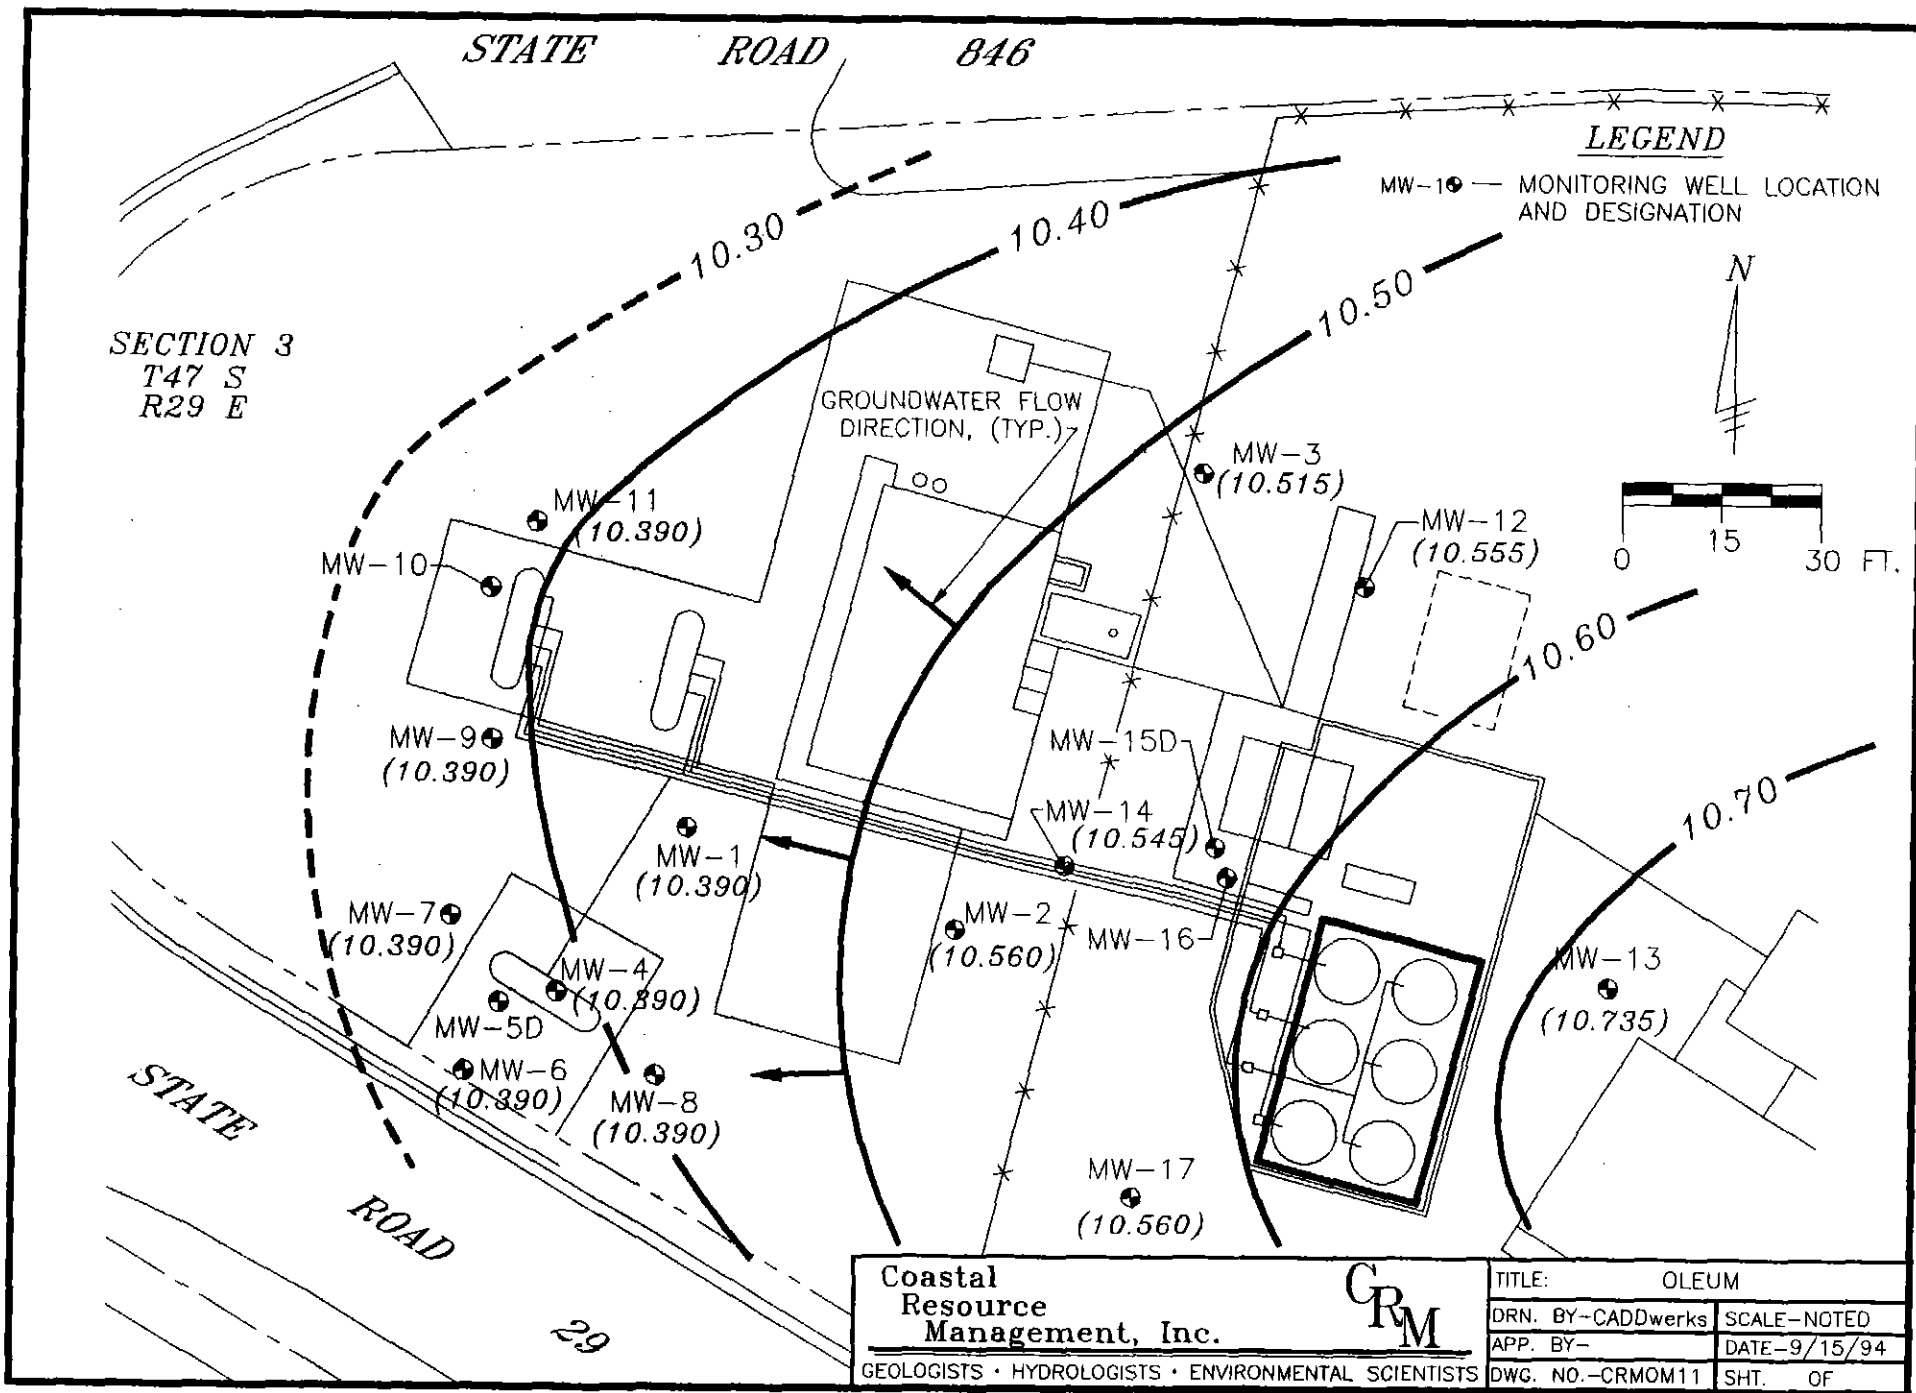 STATE ROAD 846
LEGEND
MW-1 — MONITORING WELL LOCATION
AND DESIGNATION
10.30
10.40
10.50
N
SECTION 3
T47 S
R29 E
GROUNDWATER FLOW
DIRECTION, (TYP.)
MW-3
(10.515)
MW-11
(10.390)
MW-12
(10.555)
0 15 30 FT.
MW-10
10.60
MW-9
(10.390)
MW-15D
10.70
MW-14
(10.545)
MW-1
(10.390)
MW-7
(10.390)
MW-2
(10.560)
MW-16
MW-13
(10.735)
MW-4
(10.390)
MW-5D
MW-6
(10.390)
MW-8
(10.390)
MW-17
(10.560)
STATE
ROAD
29
Coastal
Resource
Management, Inc.
CRM
GEOLOGISTS • HYDROLOGISTS • ENVIRONMENTAL SCIENTISTS
TITLE: OLEUM
DRN. BY-CADDwerks
SCALE-NOTED
APP. BY-
DATE-9/15/94
DWG. NO.-CRMOM11
SHT. OF